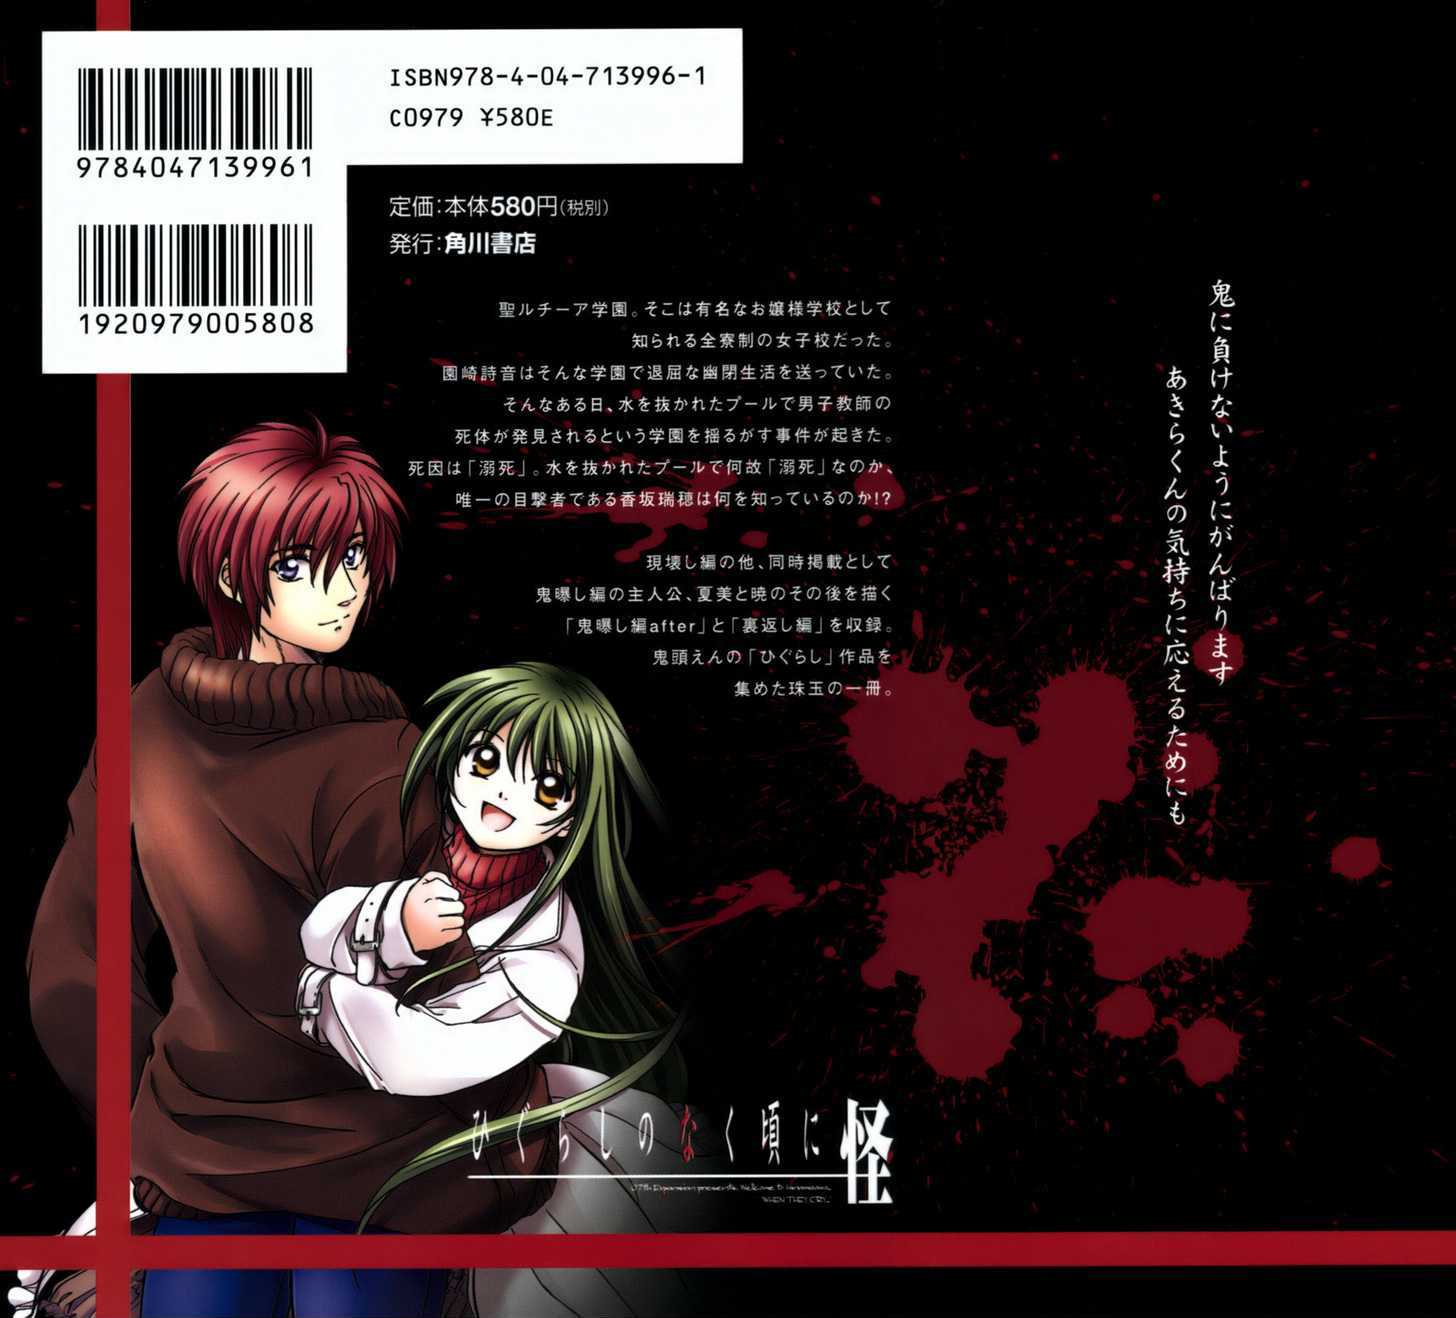 ISBN978-4-04-713996-1
C0979 ¥580E
9784047139961
1920979005808
定価:本体580円(税別)
発行:角川書店
聖ルチーア学園。そこは有名なお嬢様学校として
知られる全寮制の女子校だった。
園崎詩音はそんな学園で退屈な幽閉生活を送っていた。
そんなある日、水を抜かれたプールで男子教師の
死体が発見されるという学園を揺るがす事件が起きた。
死因は「溺死」。水を抜かれたプールで何故「溺死」なのか、
唯一の目撃者である香坂瑞穂は何を知っているのか!?
現壊し編の他、同時掲載として
鬼曝し編の主人公、夏美と暁のその後を描く
「鬼曝し編after」と「裏返し編」を収録。
鬼頭えんの「ひぐらし」作品を
集めた珠玉の一冊。
鬼に負けないようにがんばります
あきらくんの気持ちに応えるためにも
ひぐらしのなく頃に 怪
07th Expansion presents. Welcome to Hinamizawa.
WHEN THEY CRY